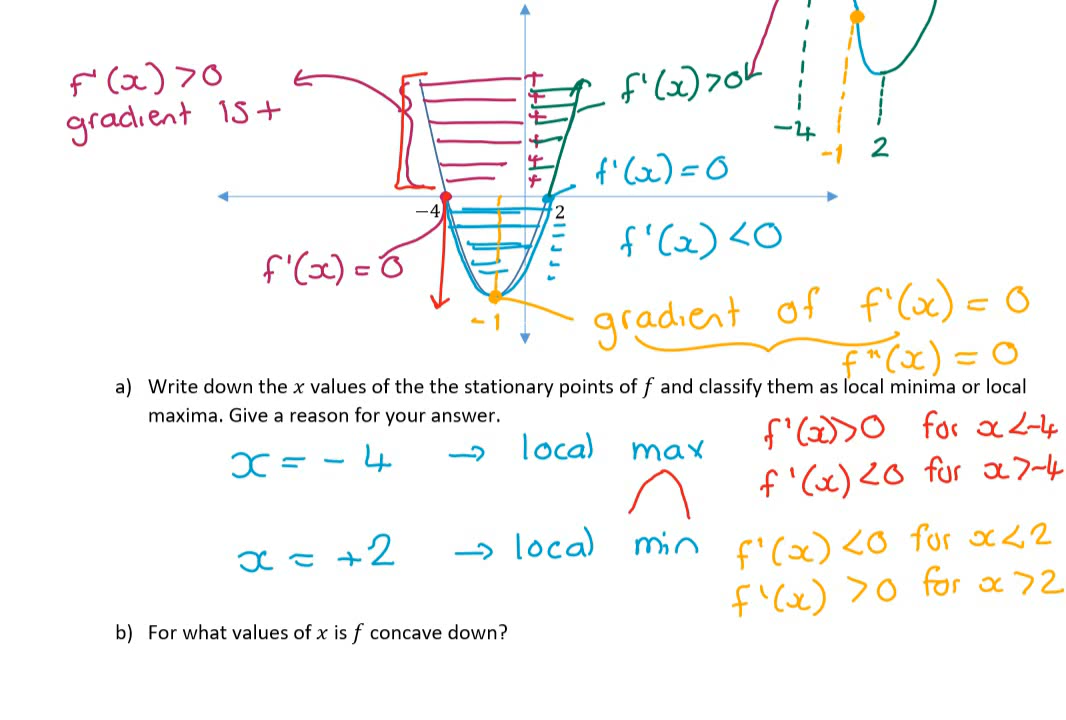 f'(x) > 0
gradient is +
f'(x) > 0
-4
-1
2
f'(x) = 0
-4
2
f'(x) < 0
f'(x) = 0
-1
gradient of f'(x) = 0
f"(x) = 0
a) Write down the x values of the the stationary points of f and classify them as local minima or local
maxima. Give a reason for your answer.
x = - 4 → local max
f'(x) > 0 for x < -4
f'(x) < 0 for x > -4
x = +2 → local min
f'(x) < 0 for x < 2
f'(x) > 0 for x > 2
b) For what values of x is f concave down?